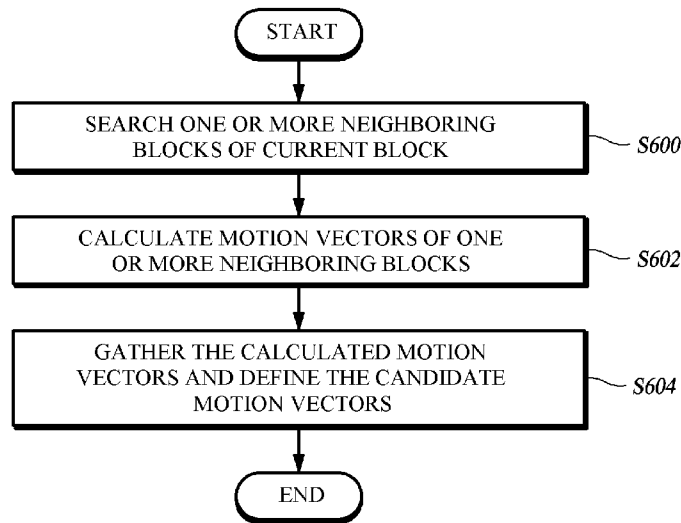 START
SEARCH ONE OR MORE NEIGHBORING
BLOCKS OF CURRENT BLOCK
S600
CALCULATE MOTION VECTORS OF ONE
OR MORE NEIGHBORING BLOCKS
S602
GATHER THE CALCULATED MOTION
VECTORS AND DEFINE THE CANDIDATE
MOTION VECTORS
S604
END